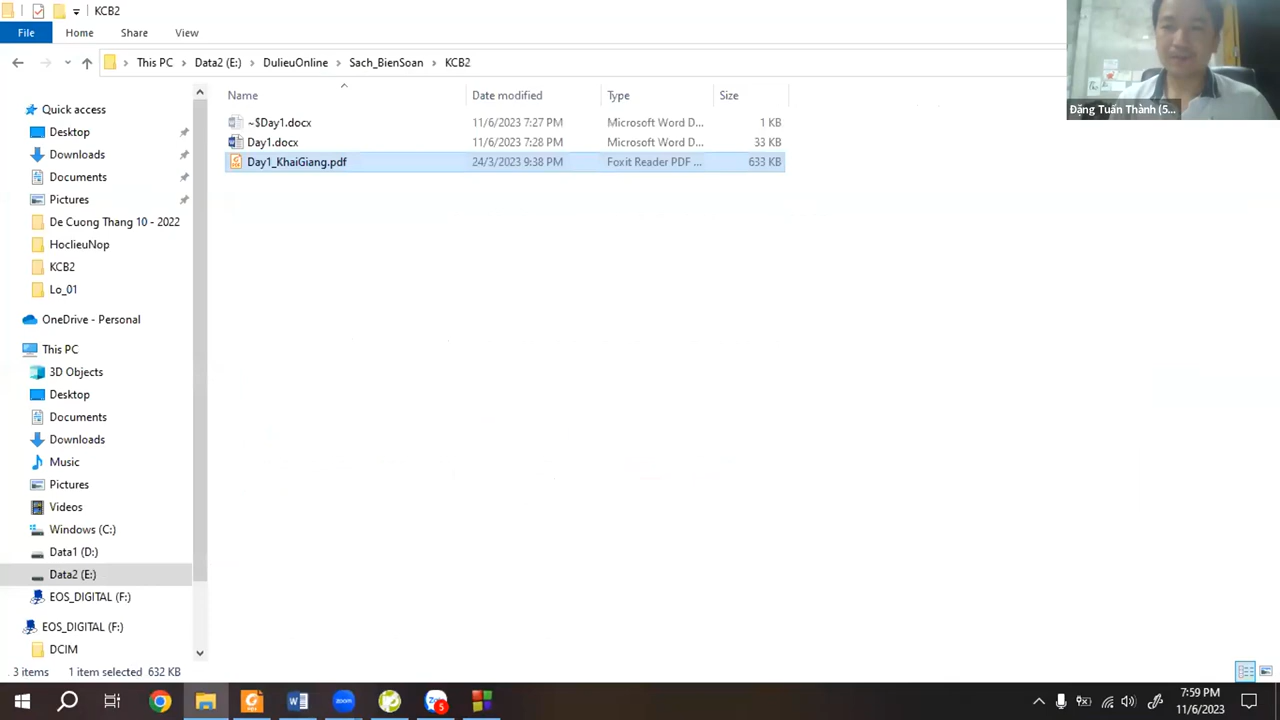 KCB2
File Home Share View
This PC Data2 (E:) DulieuOnline Sach_BienSoan KCB2
Đặng Tuấn Thành (5...
Name Date modified Type Size
~$Day1.docx 11/6/2023 7:27 PM Microsoft Word D... 1 KB
Day1.docx 11/6/2023 7:28 PM Microsoft Word D... 33 KB
Day1_KhaiGiang.pdf 24/3/2023 9:38 PM Foxit Reader PDF ... 633 KB
Quick access
Desktop
Downloads
Documents
Pictures
De Cuong Thang 10 - 2022
HoclieuNop
KCB2
Lo_01
OneDrive - Personal
This PC
3D Objects
Desktop
Documents
Downloads
Music
Pictures
Videos
Windows (C:)
Data1 (D:)
Data2 (E:)
EOS_DIGITAL (F:)
EOS_DIGITAL (F:)
DCIM
3 items 1 item selected 632 KB
zoom
5
7:59 PM
11/6/2023